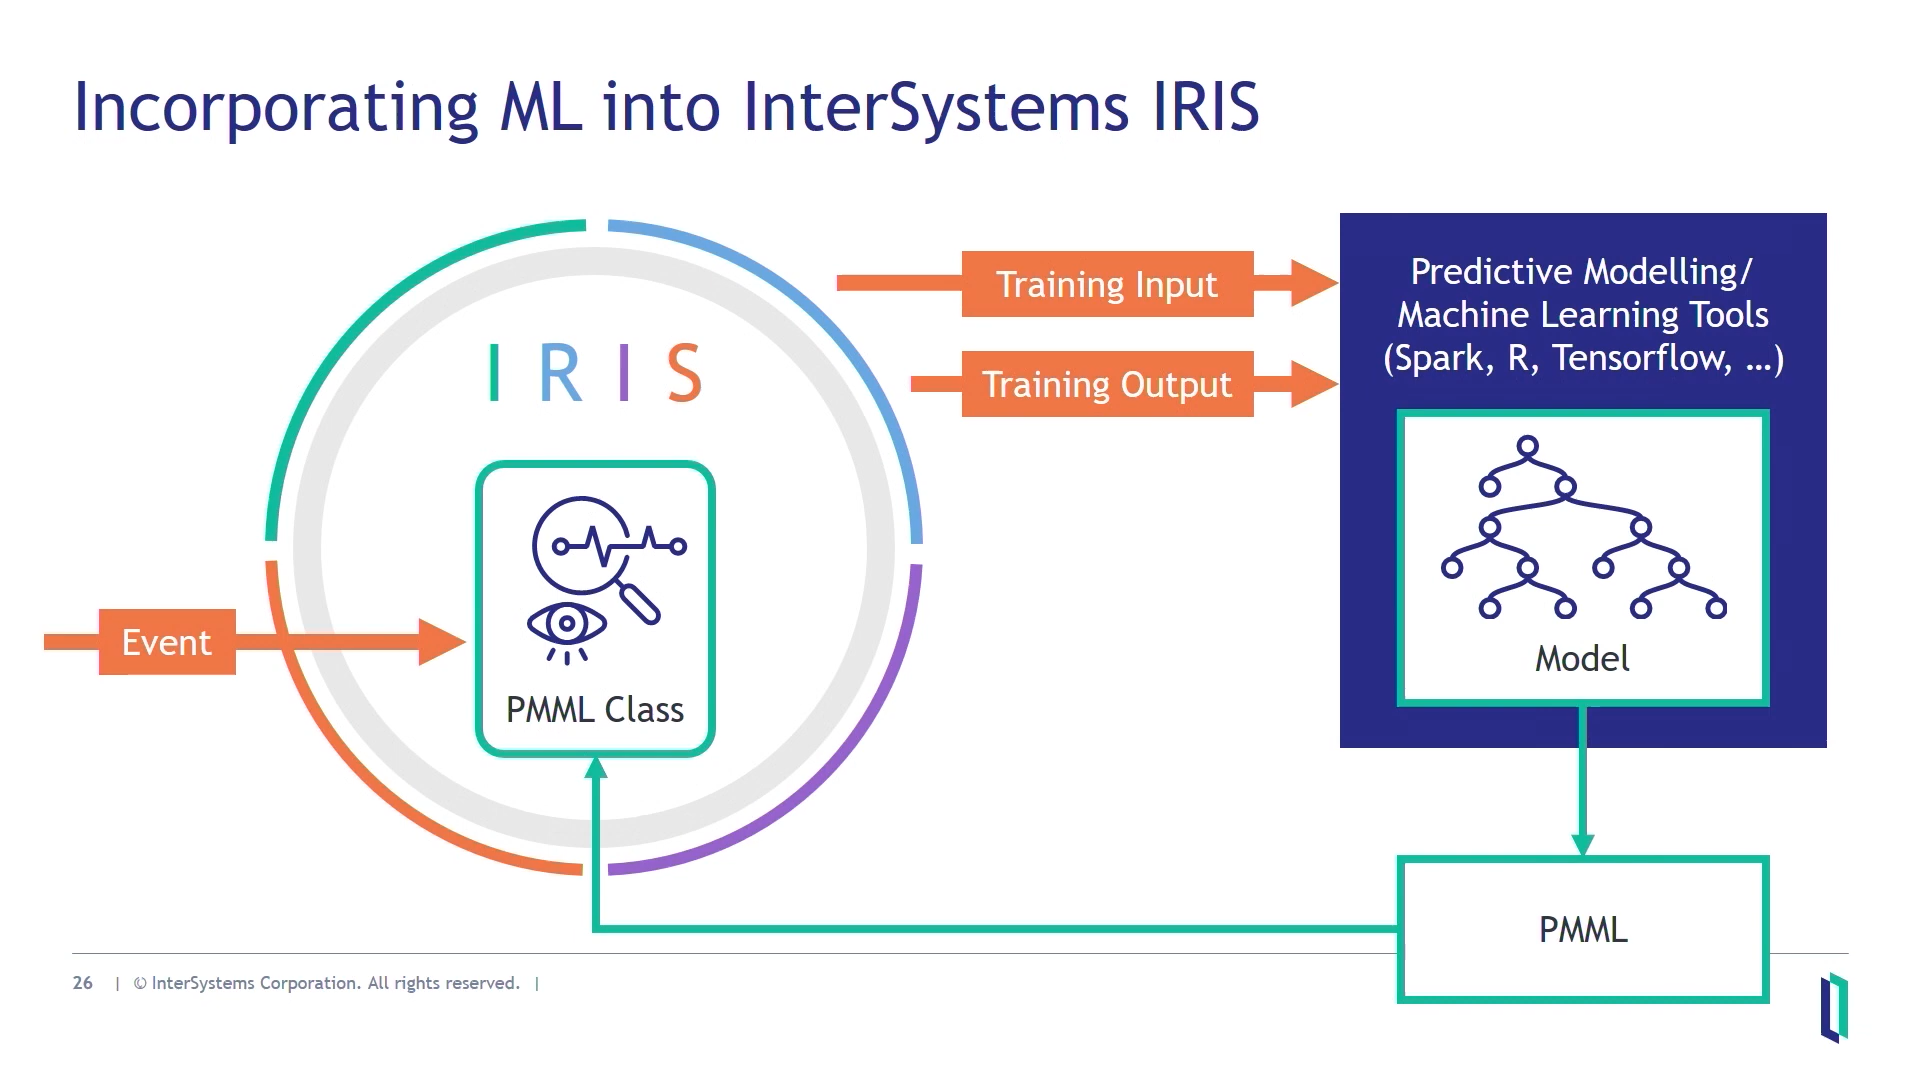 Incorporating ML into InterSystems IRIS
I R I S
PMML Class
Event
Training Input
Training Output
Predictive Modelling/
Machine Learning Tools
(Spark, R, Tensorflow, …)
Model
PMML
26 | © InterSystems Corporation. All rights reserved. |